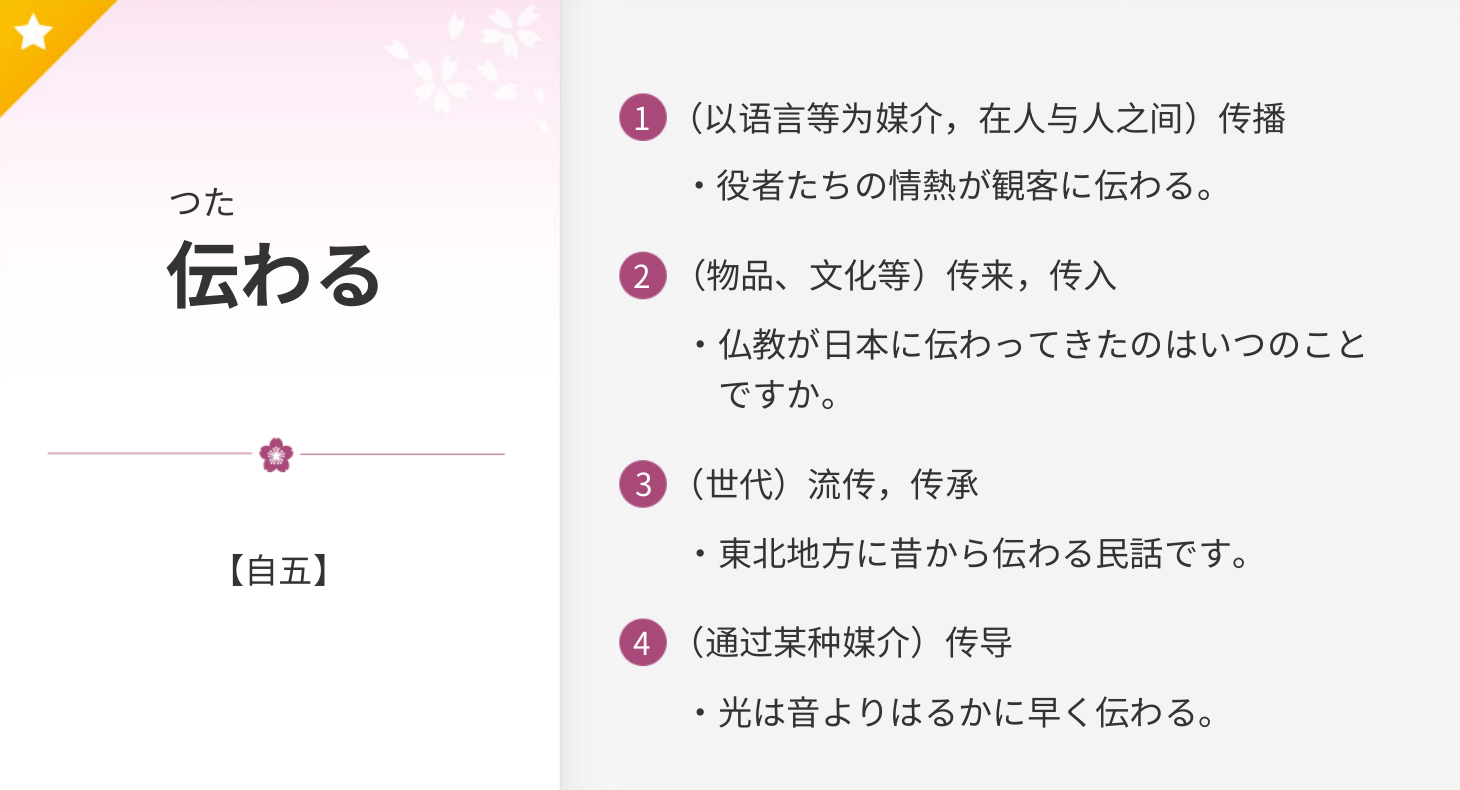 つた
伝わる
【自五】
1 （以语言等为媒介，在人与人之间）传播
・役者たちの情熱が観客に伝わる。
2 （物品、文化等）传来，传入
・仏教が日本に伝わってきたのはいつのこと
ですか。
3 （世代）流传，传承
・東北地方に昔から伝わる民話です。
4 （通过某种媒介）传导
・光は音よりはるかに早く伝わる。